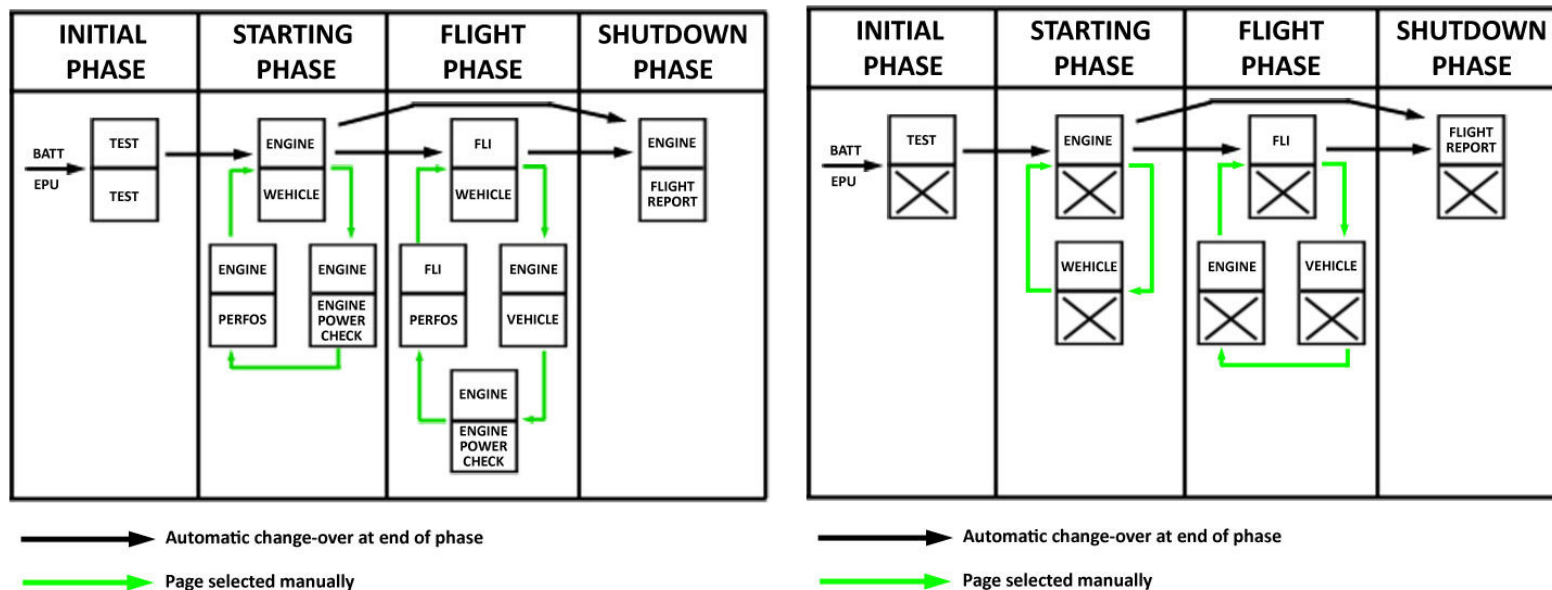 INITIAL
PHASE
STARTING
PHASE
FLIGHT
PHASE
SHUTDOWN
PHASE
BATT
EPU
TEST
TEST
ENGINE
WEHICLE
ENGINE
PERFOS
ENGINE
ENGINE
POWER
CHECK
FLI
WEHICLE
FLI
PERFOS
ENGINE
VEHICLE
ENGINE
ENGINE
POWER
CHECK
ENGINE
FLIGHT
REPORT
Automatic change-over at end of phase
Page selected manually
INITIAL
PHASE
STARTING
PHASE
FLIGHT
PHASE
SHUTDOWN
PHASE
BATT
EPU
TEST
ENGINE
WEHICLE
FLI
ENGINE
VEHICLE
FLIGHT
REPORT
Automatic change-over at end of phase
Page selected manually